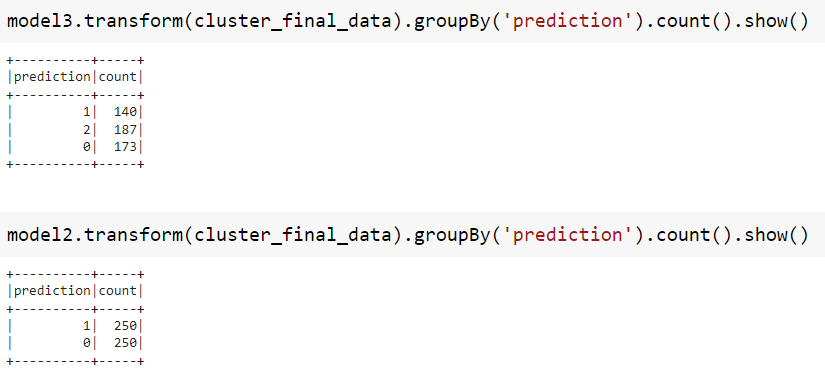 model3.transform(cluster_final_data).groupBy('prediction').count().show()
+----------+-----+
|prediction|count|
+----------+-----+
|         1|  140|
|         2|  187|
|         0|  173|
+----------+-----+
model2.transform(cluster_final_data).groupBy('prediction').count().show()
+----------+-----+
|prediction|count|
+----------+-----+
|         1|  250|
|         0|  250|
+----------+-----+